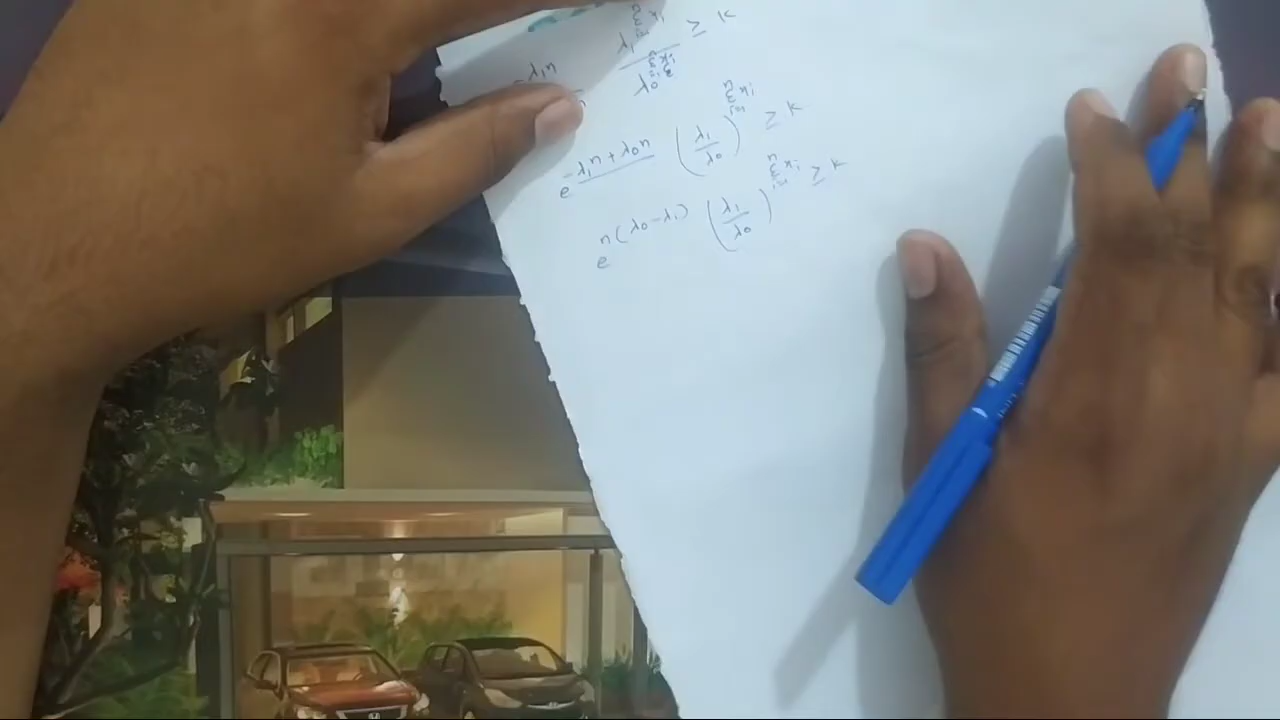 λ₁^{Σ_{i=1}^{n} xᵢ} / λ₀^{Σ_{i=1}^{n} xᵢ} ≥ k
e^{-λ₁n + λ₀n} (λ₁/λ₀)^{Σ_{i=1}^{n} xᵢ} ≥ k
e^{n(λ₀-λ₁)} (λ₁/λ₀)^{Σ_{i=1}^{n} xᵢ} ≥ k